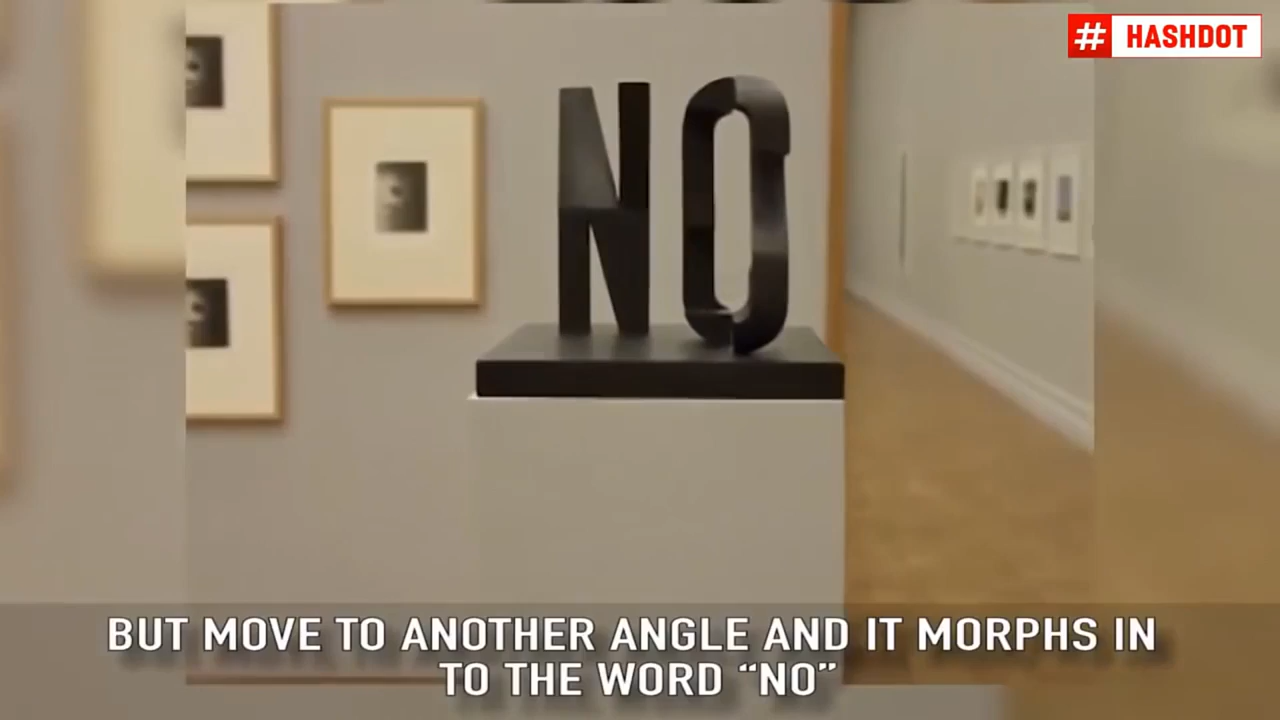 # HASHDOT
NO
BUT MOVE TO ANOTHER ANGLE AND IT MORPHS IN
TO THE WORD “NO”